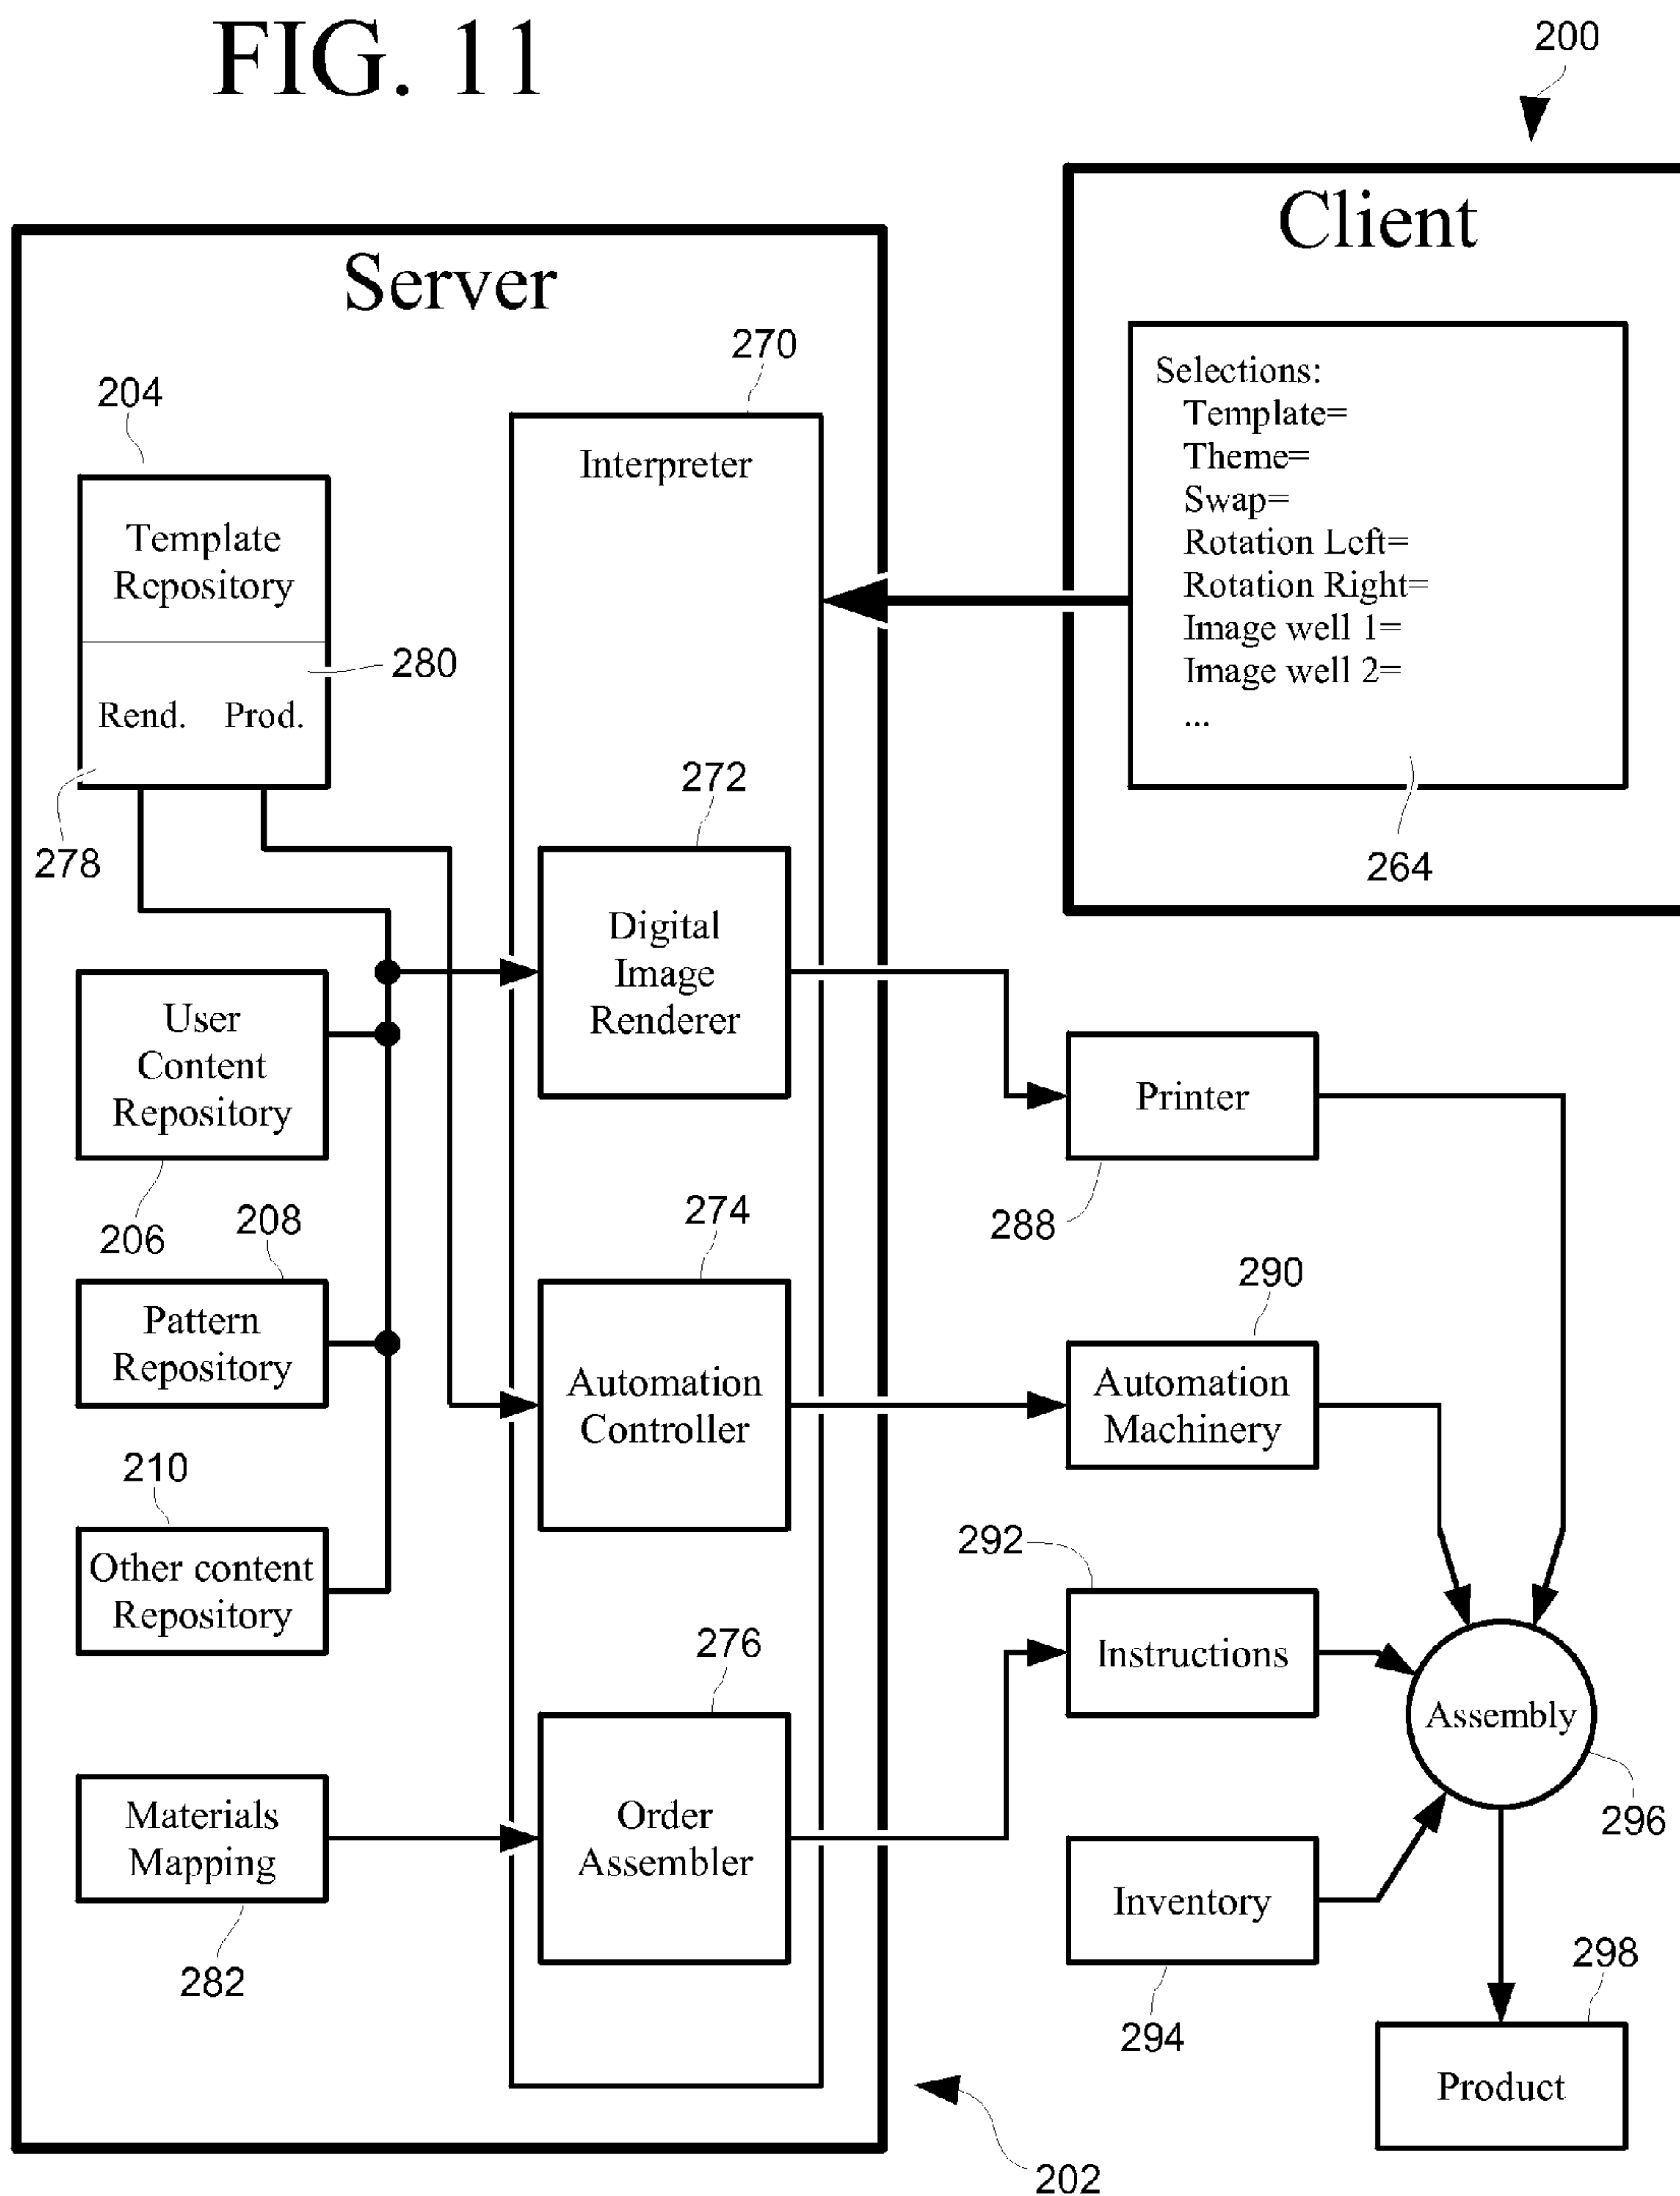 FIG. 11
200
Client
Server
270
204
Interpreter
Selections:
Template=
Theme=
Swap=
Rotation Left=
Rotation Right=
Image well 1=
Image well 2=
...
264
Template
Repository
280
Rend. Prod.
278
272
Digital
Image
Renderer
User
Content
Repository
206
Printer
288
208
Pattern
Repository
274
Automation
Controller
290
Automation
Machinery
210
Other content
Repository
292
Instructions
276
Order
Assembler
Assembly
296
Materials
Mapping
282
Inventory
294
298
Product
202